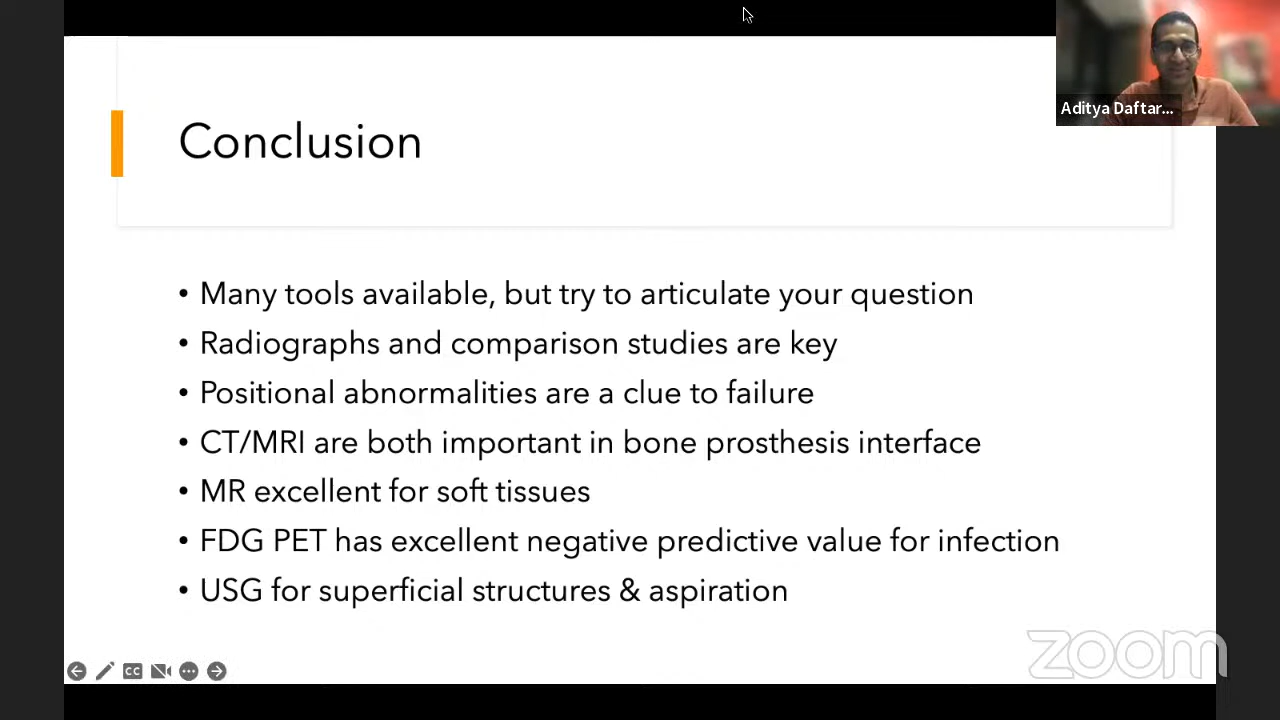 Aditya Daftar...
Conclusion
• Many tools available, but try to articulate your question
• Radiographs and comparison studies are key
• Positional abnormalities are a clue to failure
• CT/MRI are both important in bone prosthesis interface
• MR excellent for soft tissues
• FDG PET has excellent negative predictive value for infection
• USG for superficial structures & aspiration
CC
zoom